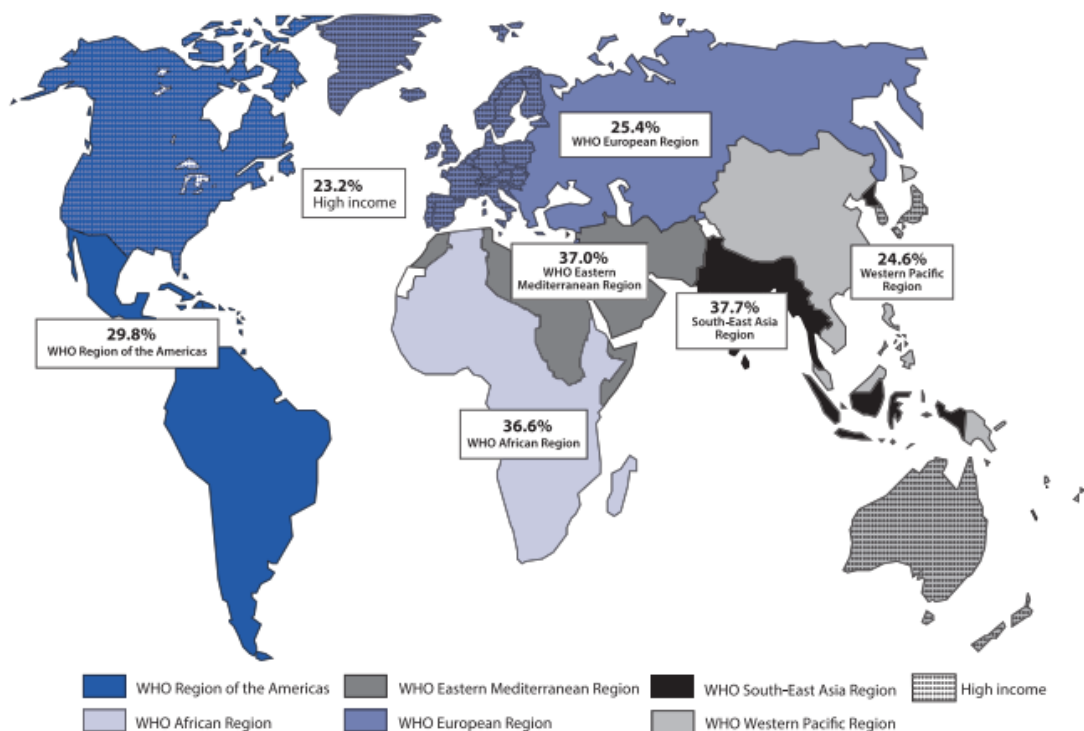 25.4%
WHO European Region
23.2%
High income
37.0%
WHO Eastern
Mediterranean Region
24.6%
Western Pacific
Region
37.7%
South-East Asia
Region
29.8%
WHO Region of the Americas
36.6%
WHO African Region
WHO Region of the Americas
WHO Eastern Mediterranean Region
WHO South-East Asia Region
High income
WHO African Region
WHO European Region
WHO Western Pacific Region